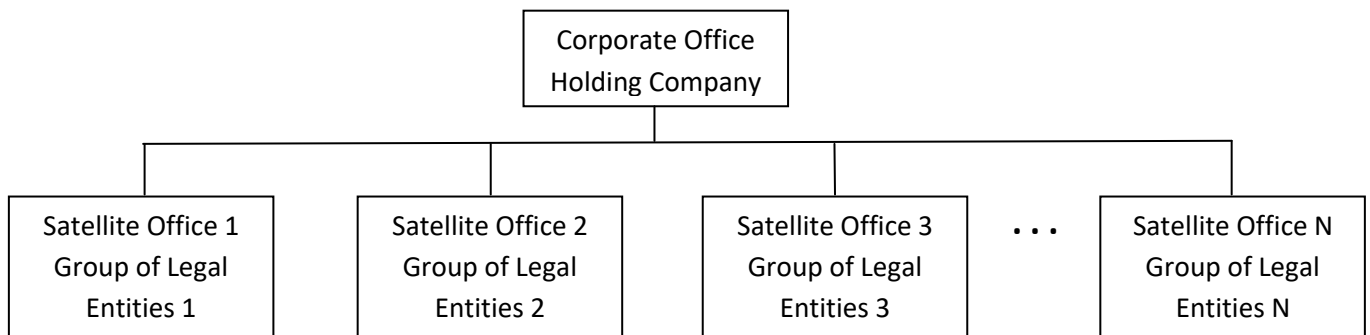 Corporate Office
Holding Company
Satellite Office 1
Group of Legal
Entities 1
Satellite Office 2
Group of Legal
Entities 2
Satellite Office 3
Group of Legal
Entities 3
. . .
Satellite Office N
Group of Legal
Entities N